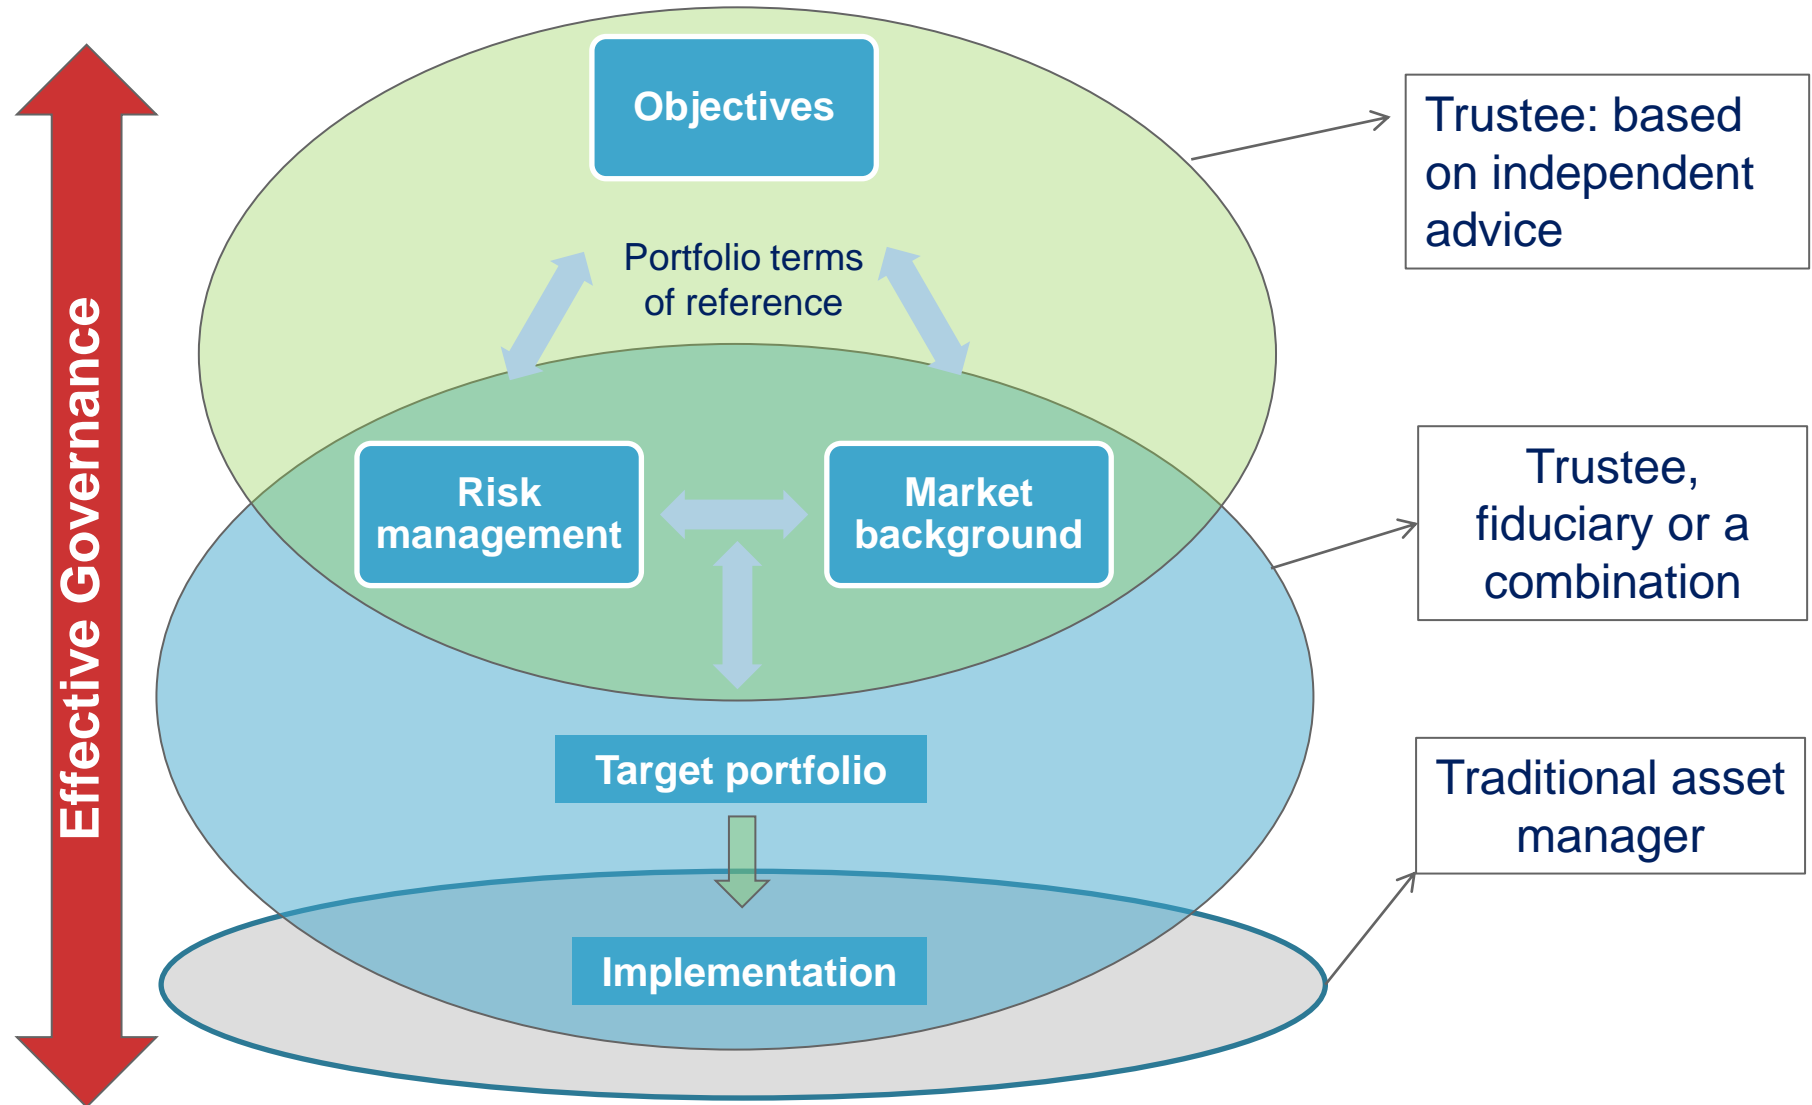 Effective Governance
Objectives
Portfolio terms
of reference
Risk
management
Market
background
Target portfolio
Implementation
Trustee: based
on independent
advice
Trustee,
fiduciary or a
combination
Traditional asset
manager